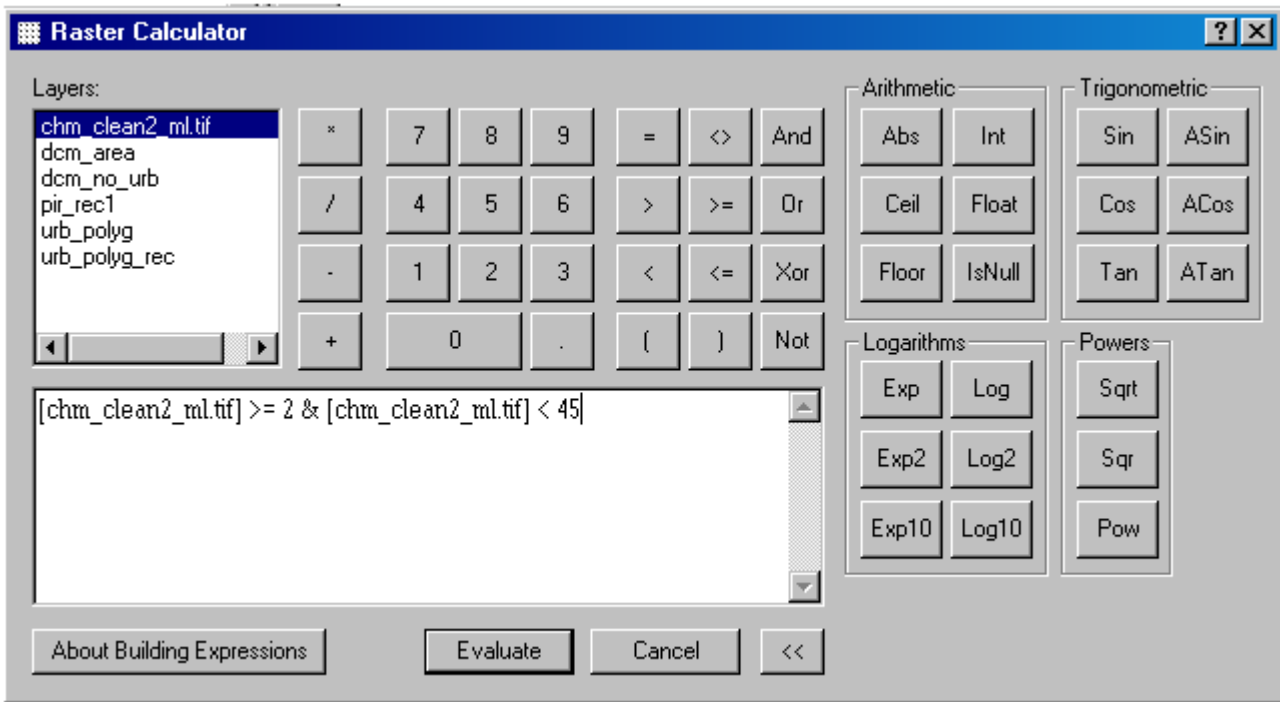 Raster Calculator
? X
Layers:
chm_clean2_ml.tif
dcm_area
dcm_no_urb
pir_rec1
urb_polyg
urb_polyg_rec
* 7 8 9 = <> And
/ 4 5 6 > >= Or
- 1 2 3 < <= Xor
+ 0 . ( ) Not
[chm_clean2_ml.tif] >= 2 & [chm_clean2_ml.tif] < 45
About Building Expressions
Evaluate
Cancel
<<
Arithmetic
Abs Int
Ceil Float
Floor IsNull
Trigonometric
Sin ASin
Cos ACos
Tan ATan
Logarithms
Exp Log
Exp2 Log2
Exp10 Log10
Powers
Sqrt
Sqr
Pow